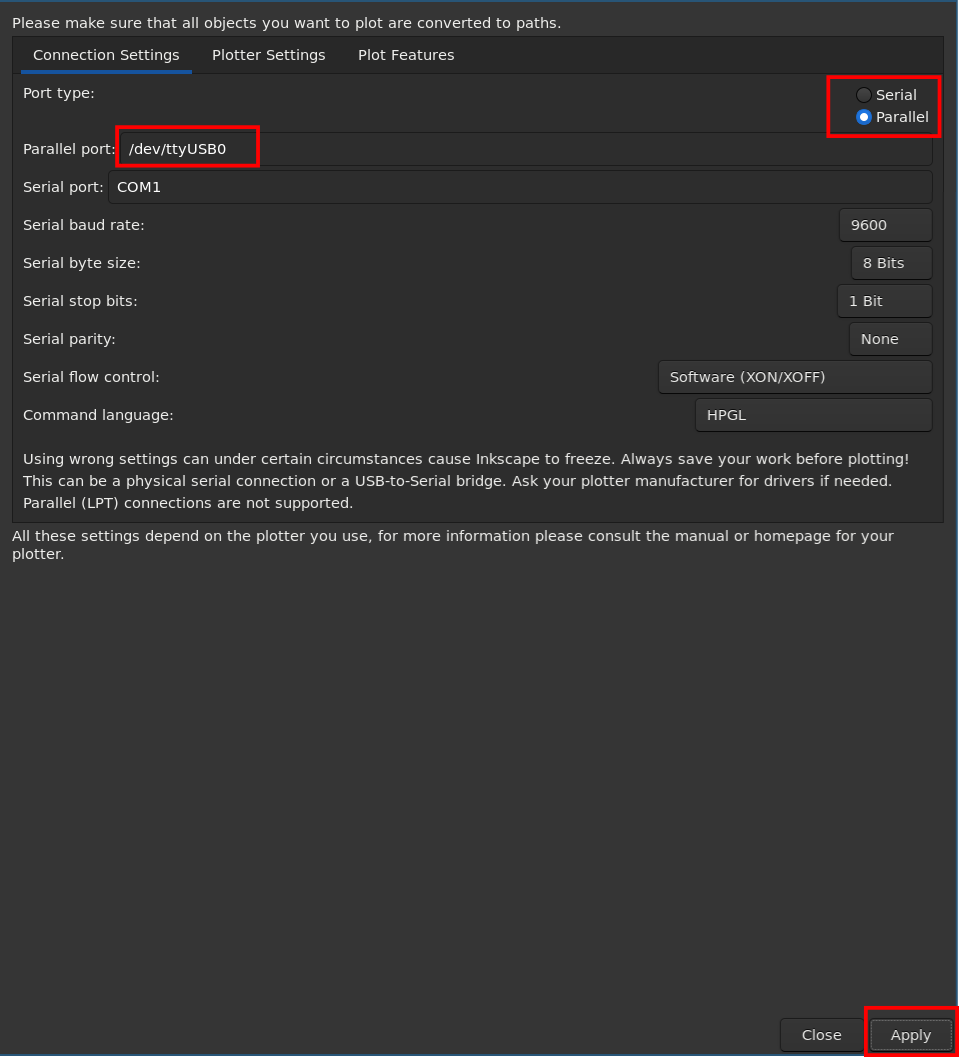 Please make sure that all objects you want to plot are converted to paths.
Connection Settings Plotter Settings Plot Features
Port type:
Serial
Parallel
Parallel port: /dev/ttyUSB0
Serial port: COM1
Serial baud rate: 9600
Serial byte size: 8 Bits
Serial stop bits: 1 Bit
Serial parity: None
Serial flow control: Software (XON/XOFF)
Command language: HPGL
Using wrong settings can under certain circumstances cause Inkscape to freeze. Always save your work before plotting!
This can be a physical serial connection or a USB-to-Serial bridge. Ask your plotter manufacturer for drivers if needed.
Parallel (LPT) connections are not supported.
All these settings depend on the plotter you use, for more information please consult the manual or homepage for your
plotter.
Close Apply